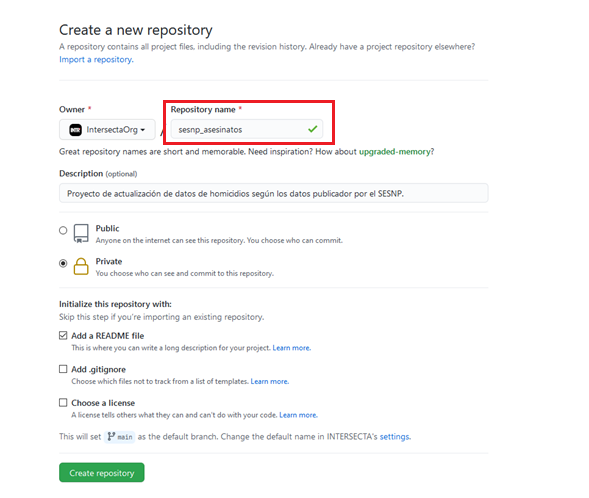 Create a new repository
A repository contains all project files, including the revision history. Already have a project repository elsewhere?
Import a repository.
Owner *
Repository name *
INTR IntersectaOrg
/
sesnp_asesinatos
Great repository names are short and memorable. Need inspiration? How about upgraded-memory?
Description (optional)
Proyecto de actualización de datos de homicidios según los datos publicador por el SESNP.
Public
Anyone on the internet can see this repository. You choose who can commit.
Private
You choose who can see and commit to this repository.
Initialize this repository with:
Skip this step if you're importing an existing repository.
Add a README file
This is where you can write a long description for your project. Learn more.
Add .gitignore
Choose which files not to track from a list of templates. Learn more.
Choose a license
A license tells others what they can and can't do with your code. Learn more.
This will set main as the default branch. Change the default name in INTERSECTA's settings.
Create repository